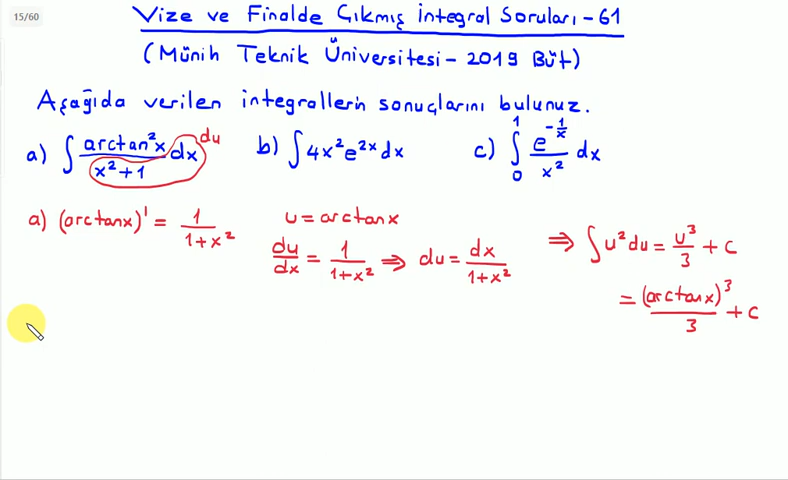 15/60
Vize ve Finalde Çıkmış İntegral Soruları - 61
(Münih Teknik Üniversitesi - 2019 Büt)
Aşağıda verilen integrallerin sonuçlarını bulunuz.
a) ∫ arctan²x / (x²+1) dx du b) ∫ 4x²e^(2x) dx c) ∫₀¹ e^(-1/x) / x² dx
a) (arctanx)' = 1/(1+x²) u = arctanx
du/dx = 1/(1+x²) ⇒ du = dx/(1+x²) ⇒ ∫ u² du = u³/3 + c
= (arctanx)³/3 + c